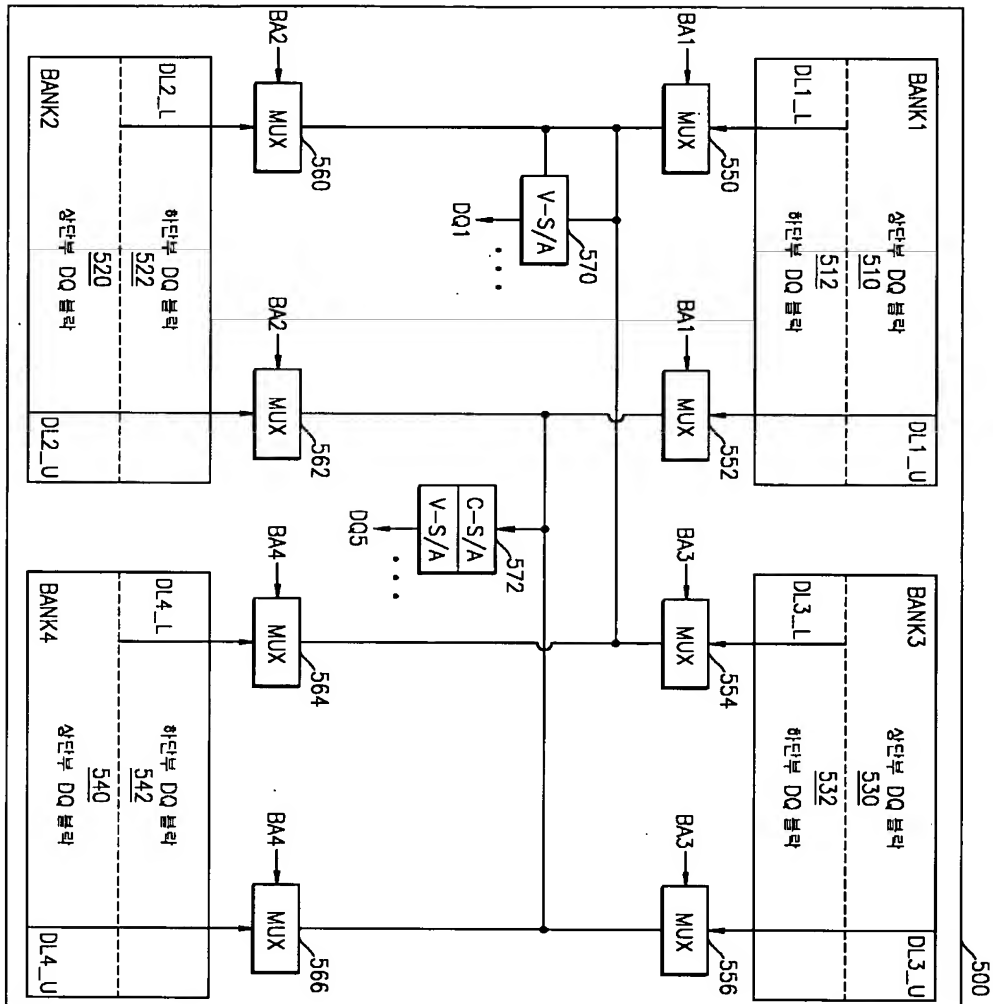 500
BANK1
DL1_U
상단부 DQ 블락
510
512
하단부 DQ 블락
DL1_L
BANK3
DL3_U
상단부 DQ 블락
530
532
하단부 DQ 블락
DL3_L
BA1
MUX
550
BA1
MUX
552
BA3
MUX
554
BA3
MUX
556
V-S/A
570
DQ1
...
C-S/A
V-S/A
572
DQ5
...
BA2
MUX
560
BA2
MUX
562
BA4
MUX
564
BA4
MUX
566
DL2_L
하단부 DQ 블락
522
520
상단부 DQ 블락
BANK2
DL2_U
DL4_L
하단부 DQ 블락
542
540
상단부 DQ 블락
BANK4
DL4_U